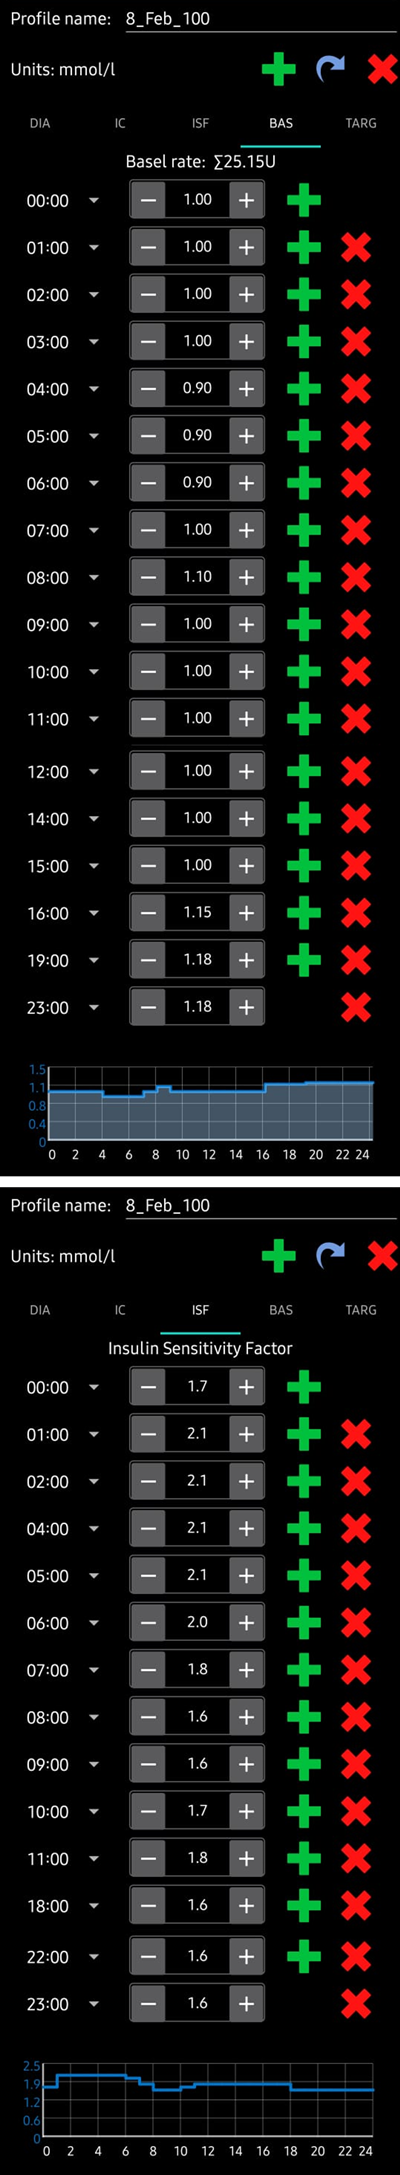 Profile name: 8_Feb_100
Units: mmol/l
DIA IC ISF BAS TARG
Basel rate: ∑25.15U
00:00 − 1.00 +
01:00 − 1.00 +
02:00 − 1.00 +
03:00 − 1.00 +
04:00 − 0.90 +
05:00 − 0.90 +
06:00 − 0.90 +
07:00 − 1.00 +
08:00 − 1.10 +
09:00 − 1.00 +
10:00 − 1.00 +
11:00 − 1.00 +
12:00 − 1.00 +
14:00 − 1.00 +
15:00 − 1.00 +
16:00 − 1.15 +
19:00 − 1.18 +
23:00 − 1.18 +
1.5
1.1
0.8
0.4
0
0 2 4 6 8 10 12 14 16 18 20 22 24
Profile name: 8_Feb_100
Units: mmol/l
DIA IC ISF BAS TARG
Insulin Sensitivity Factor
00:00 − 1.7 +
01:00 − 2.1 +
02:00 − 2.1 +
04:00 − 2.1 +
05:00 − 2.1 +
06:00 − 2.0 +
07:00 − 1.8 +
08:00 − 1.6 +
09:00 − 1.6 +
10:00 − 1.7 +
11:00 − 1.8 +
18:00 − 1.6 +
22:00 − 1.6 +
23:00 − 1.6 +
2.5
1.9
1.2
0.6
0
0 2 4 6 8 10 12 14 16 18 20 22 24